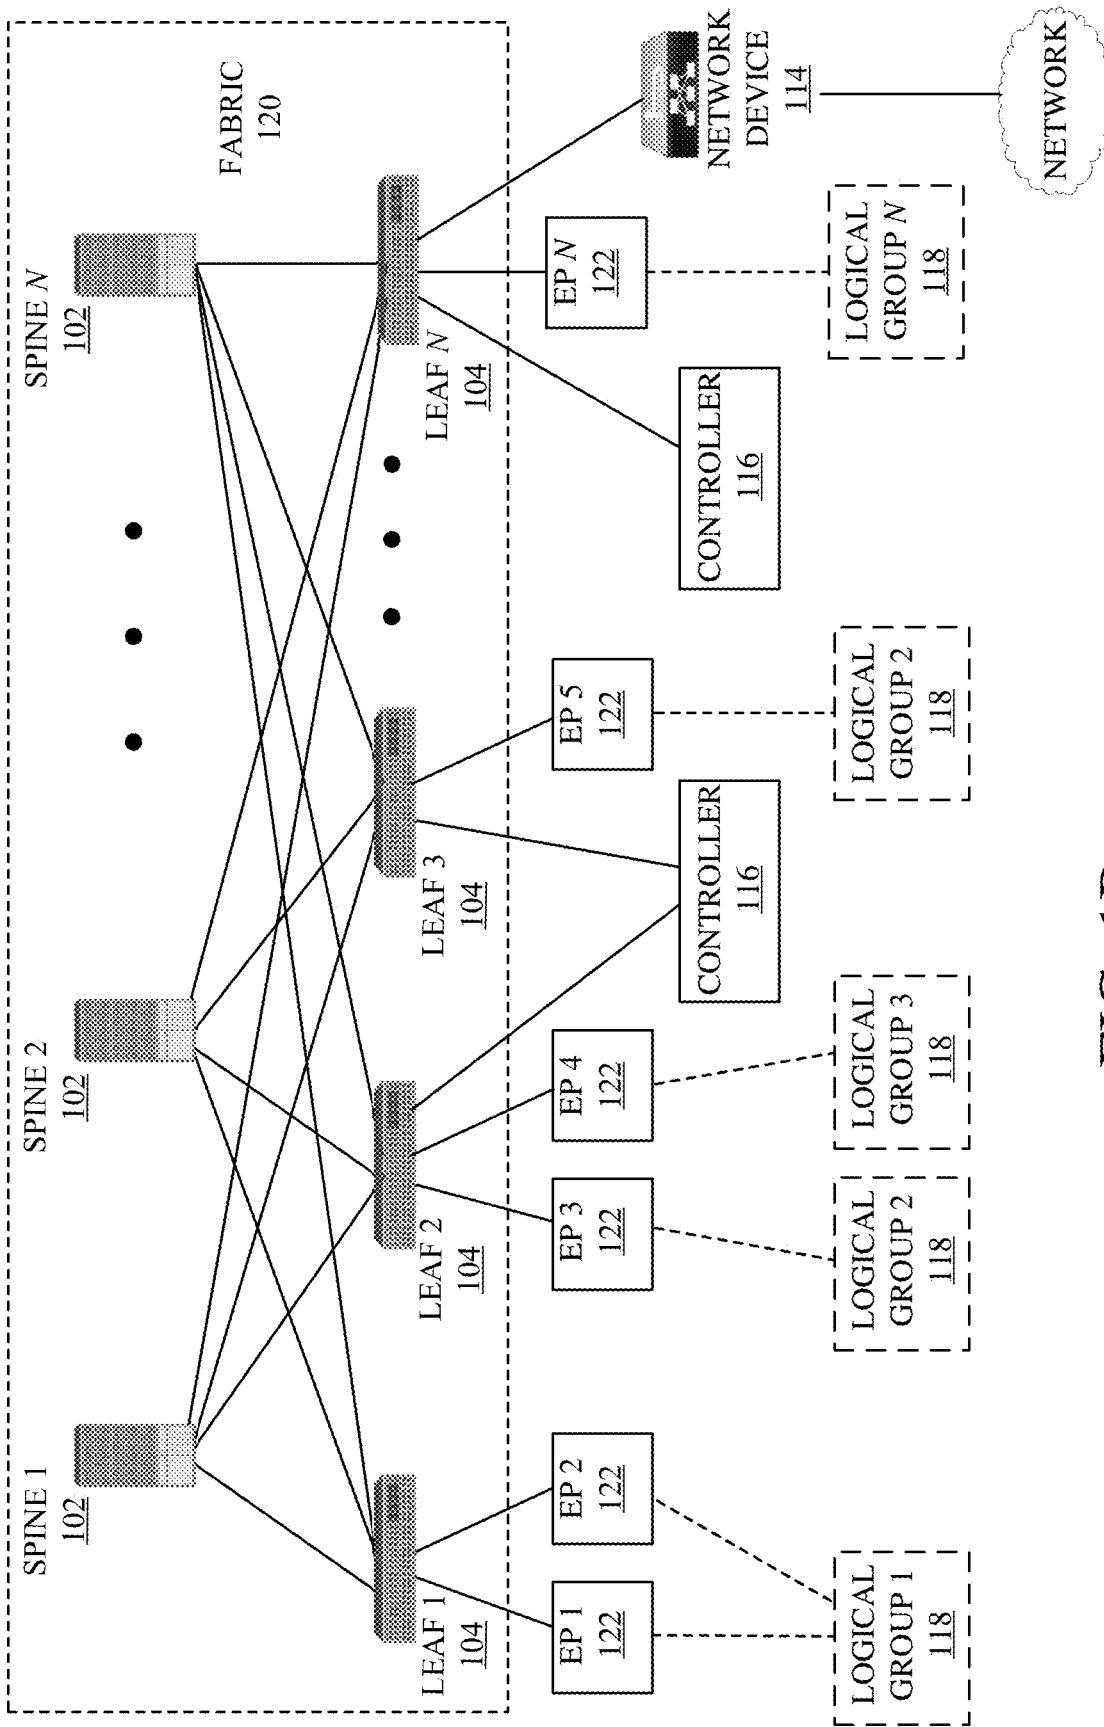 SPINE 1
102
SPINE 2
102
SPINE N
102
FABRIC
120
LEAF 1
104
LEAF 2
104
LEAF 3
104
LEAF N
104
EP 1
122
EP 2
122
EP 3
122
EP 4
122
EP 5
122
EP N
122
CONTROLLER
116
CONTROLLER
116
NETWORK
DEVICE
114
LOGICAL
GROUP 1
118
LOGICAL
GROUP 2
118
LOGICAL
GROUP 3
118
LOGICAL
GROUP 2
118
LOGICAL
GROUP N
118
NETWORK
FIG.